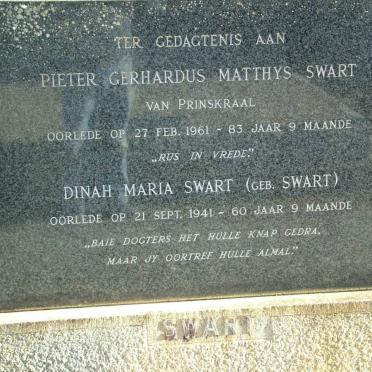 TER GEDAGTENIS AAN
PIETER GERHARDUS MATTHYS SWART
VAN PRINSKRAAL
OORLEDE OP 27 FEB. 1961 - 83 JAAR 9 MAANDE
„RUS IN VREDE."
DINAH MARIA SWART (GEB. SWART)
OORLEDE OP 21 SEPT. 1941 - 60 JAAR 9 MAANDE
„BAIE DOGTERS HET HULLE KNAP GEDRA,
MAAR JY OORTREF HULLE ALMAL."
SWART